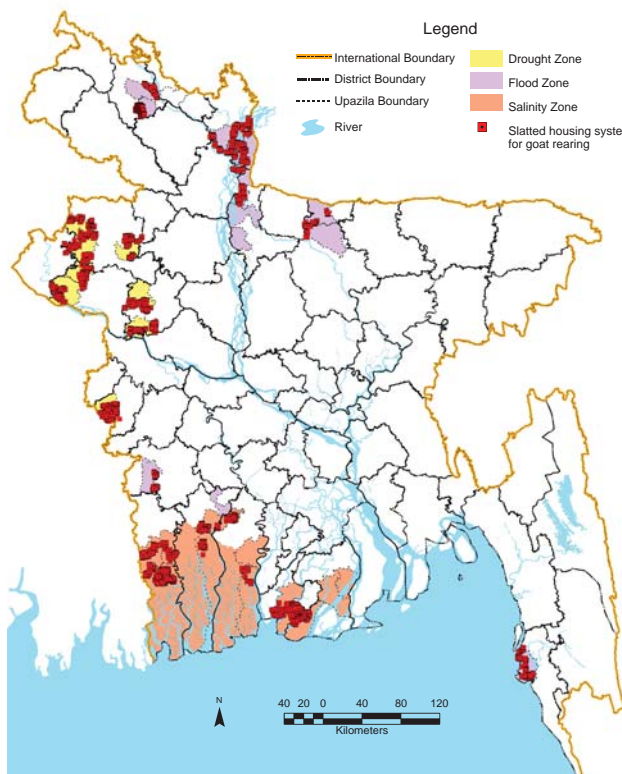 Legend
International Boundary
District Boundary
Upazila Boundary
River
Drought Zone
Flood Zone
Salinity Zone
Slatted housing syste
for goat rearing
N
40 20 0 40 80 120
Kilometers